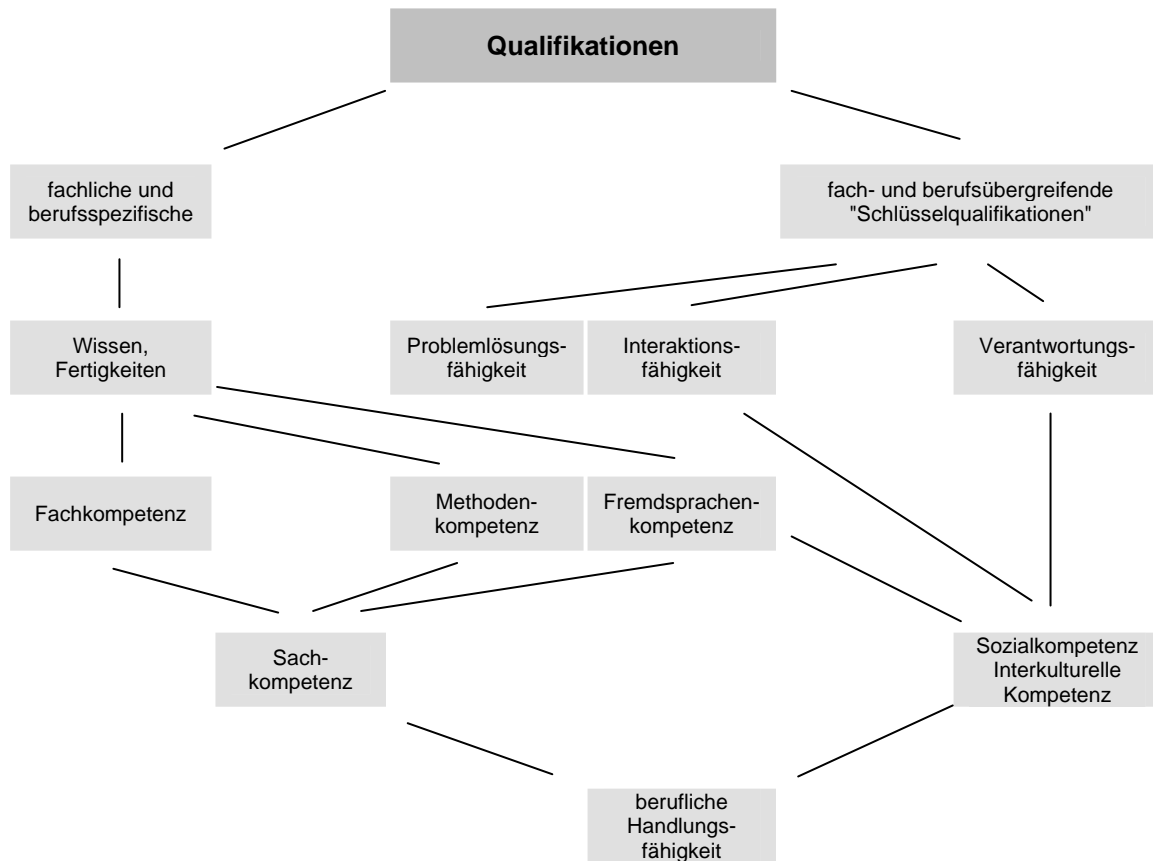 Qualifikationen
fachliche und
berufsspezifische
fach- und berufsübergreifende
"Schlüsselqualifikationen"
Wissen,
Fertigkeiten
Problemlösungs-
fähigkeit
Interaktions-
fähigkeit
Verantwortungs-
fähigkeit
Fachkompetenz
Methoden-
kompetenz
Fremdsprachen-
kompetenz
Sach-
kompetenz
Sozialkompetenz
Interkulturelle
Kompetenz
berufliche
Handlungs-
fähigkeit